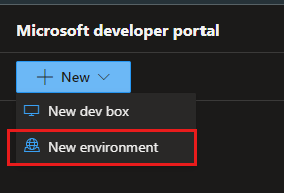 Microsoft developer portal
New
New dev box
New environment